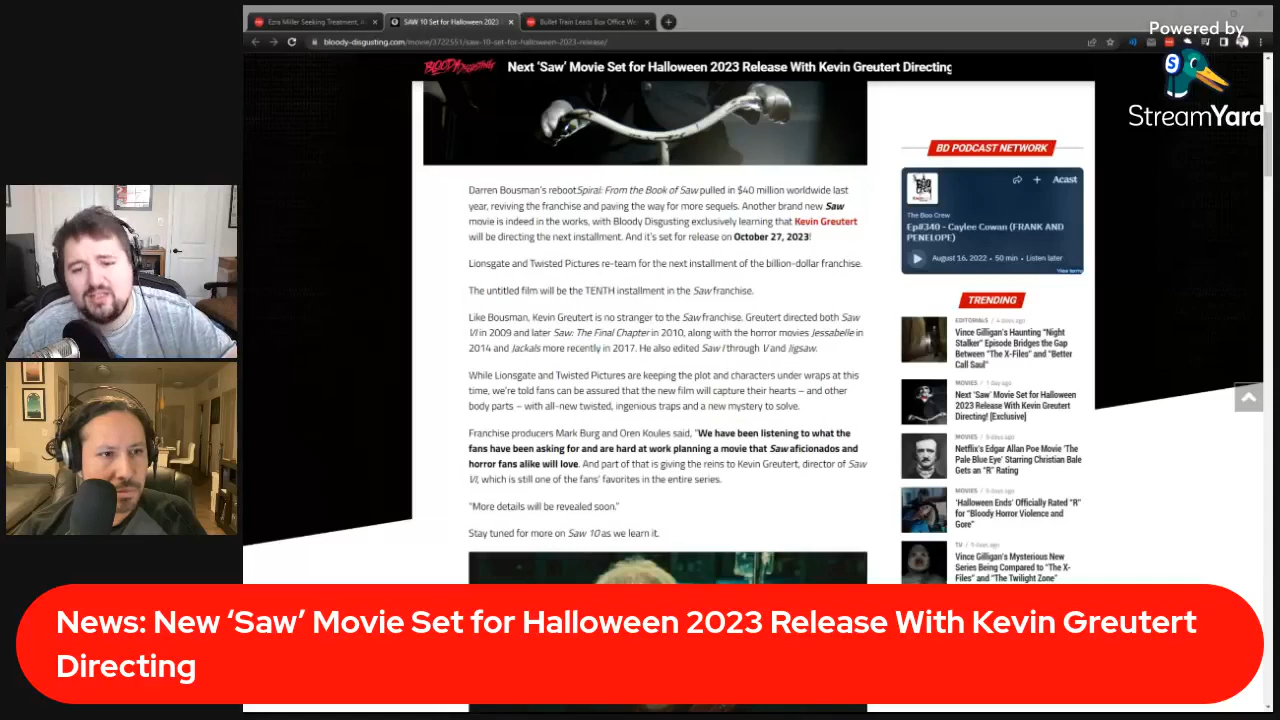 Ezra Miller Seeking Treatment, A
SAW 10 Set for Halloween 2023
Bullet Train Leads Box Office We
bloody-disgusting.com/movie/3722551/saw-10-set-for-halloween-2023-release/
Powered by
StreamYard
BLOODY DISGUSTING
Next ‘Saw’ Movie Set for Halloween 2023 Release With Kevin Greutert Directing
Darren Bousman's reboot Spiral: From the Book of Saw pulled in $40 million worldwide last
year, reviving the franchise and paving the way for more sequels. Another brand new Saw
movie is indeed in the works, with Bloody Disgusting exclusively learning that Kevin Greutert
will be directing the next installment. And it's set for release on October 27, 2023!
Lionsgate and Twisted Pictures re-team for the next installment of the billion-dollar franchise.
The untitled film will be the TENTH installment in the Saw franchise.
Like Bousman, Kevin Greutert is no stranger to the Saw franchise. Greutert directed both Saw
VI in 2009 and later Saw: The Final Chapter in 2010, along with the horror movies Jessabelle in
2014 and Jackals more recently in 2017. He also edited Saw I through V and Jigsaw.
While Lionsgate and Twisted Pictures are keeping the plot and characters under wraps at this
time, we're told fans can be assured that the new film will capture their hearts – and other
body parts – with all-new twisted, ingenious traps and a new mystery to solve.
Franchise producers Mark Burg and Oren Koules said, “We have been listening to what the
fans have been asking for and are hard at work planning a movie that Saw aficionados and
horror fans alike will love. And part of that is giving the reins to Kevin Greutert, director of Saw
VI, which is still one of the fans' favorites in the entire series.
“More details will be revealed soon.”
Stay tuned for more on Saw 10 as we learn it.
BD PODCAST NETWORK
Acast
The Boo Crew
Ep#340 - Caylee Cowan (FRANK AND
PENELOPE)
August 16, 2022 • 50 min • Listen later
TRENDING
EDITORIALS / 4 days ago
Vince Gilligan's Haunting “Night
Stalker” Episode Bridges the Gap
Between “The X-Files” and “Better
Call Saul”
MOVIES / 1 day ago
Next ‘Saw’ Movie Set for Halloween
2023 Release With Kevin Greutert
Directing! [Exclusive]
MOVIES
Netflix's Edgar Allan Poe Movie ‘The
Pale Blue Eye’ Starring Christian Bale
Gets an “R” Rating
MOVIES / 5 days ago
‘Halloween Ends’ Officially Rated “R”
for “Bloody Horror Violence and
Gore”
TV / 5 days ago
Vince Gilligan's Mysterious New
Series Being Compared to “The X-
Files” and “The Twilight Zone”
News: New ‘Saw’ Movie Set for Halloween 2023 Release With Kevin Greutert
Directing